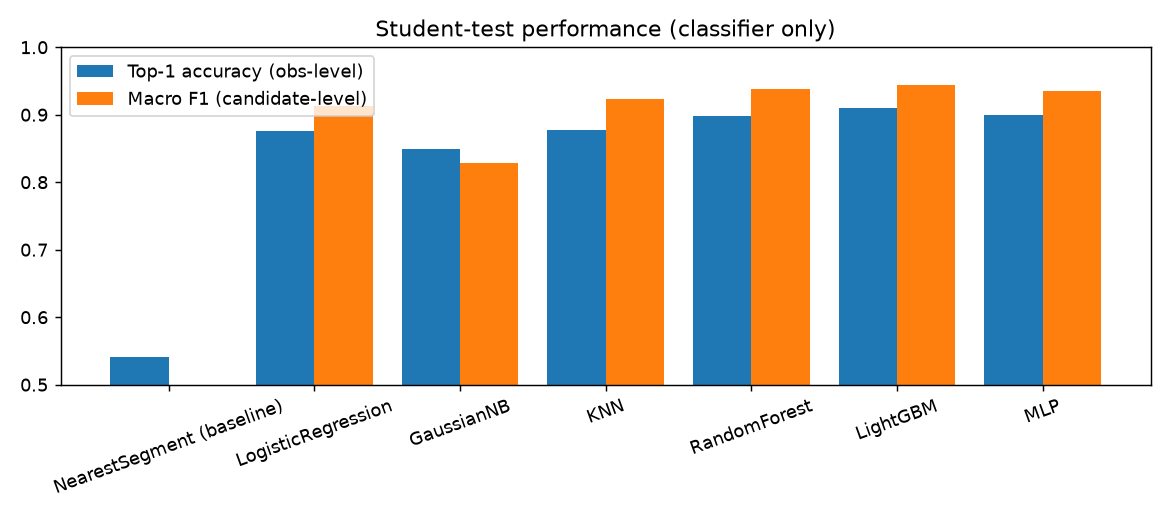 Student-test performance (classifier only)
1.0
0.9
0.8
0.7
0.6
0.5
Top-1 accuracy (obs-level)
Macro F1 (candidate-level)
NearestSegment (baseline)
LogisticRegression
GaussianNB
KNN
RandomForest
LightGBM
MLP